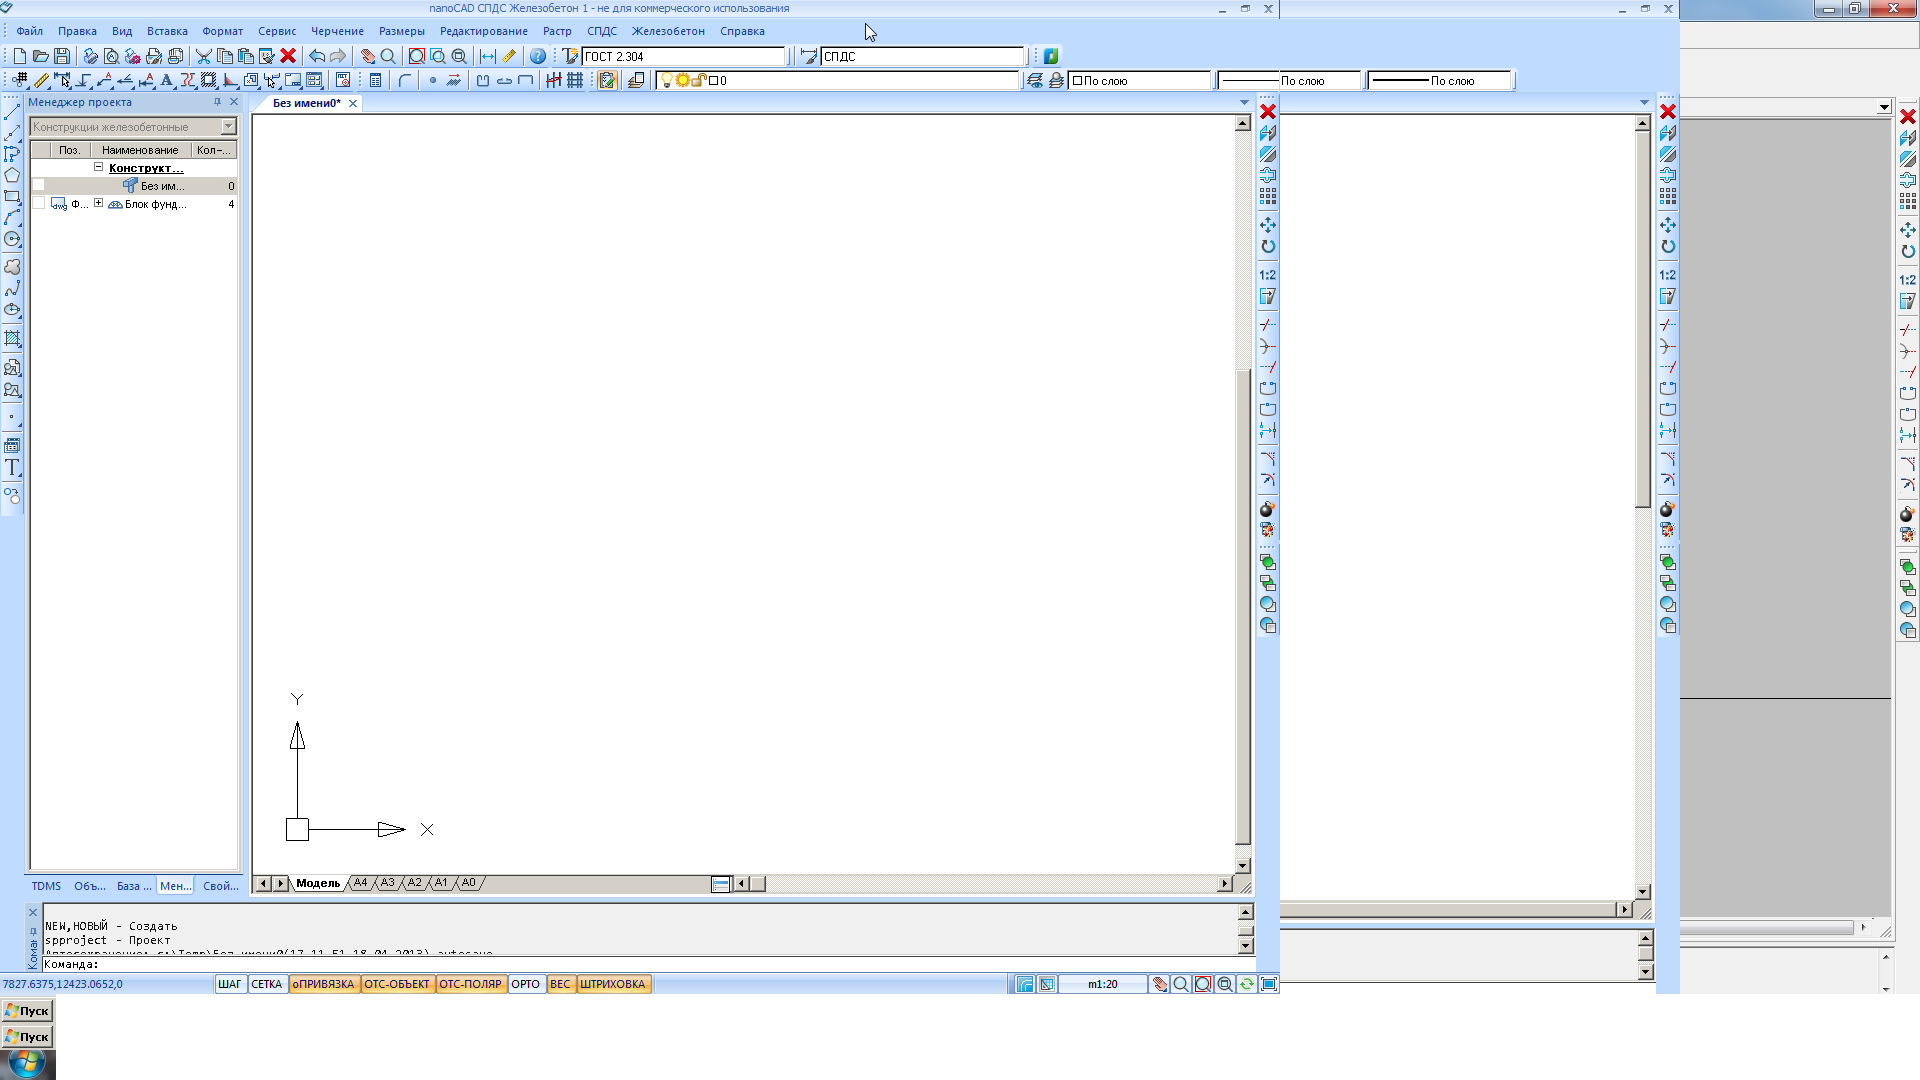 nanoCAD СПДС Железобетон 1 - не для коммерческого использования
Файл Правка Вид Вставка Формат Сервис Черчение Размеры Редактирование Растр СПДС Железобетон Справка
ГОСТ 2.304 СПДС
0 По слою По слою По слою
Менеджер проекта Без имени0*
Конструкции железобетонные
Поз. Наименование Кол-...
Конструкт...
Без им... 0
Ф... Блок фунд... 4
1:2 1:2 1:2
Y
X
TDMS Объ... База ... Мен... Свой...
Модель A4 A3 A2 A1 A0
NEW,НОВЫЙ - Создать
spproject - Проект
Команда:
7827.6375,12423.0652,0 ШАГ СЕТКА оПРИВЯЗКА ОТС-ОБЪЕКТ ОТС-ПОЛЯР ОРТО ВЕС ШТРИХОВКА m1:20
Пуск
Пуск